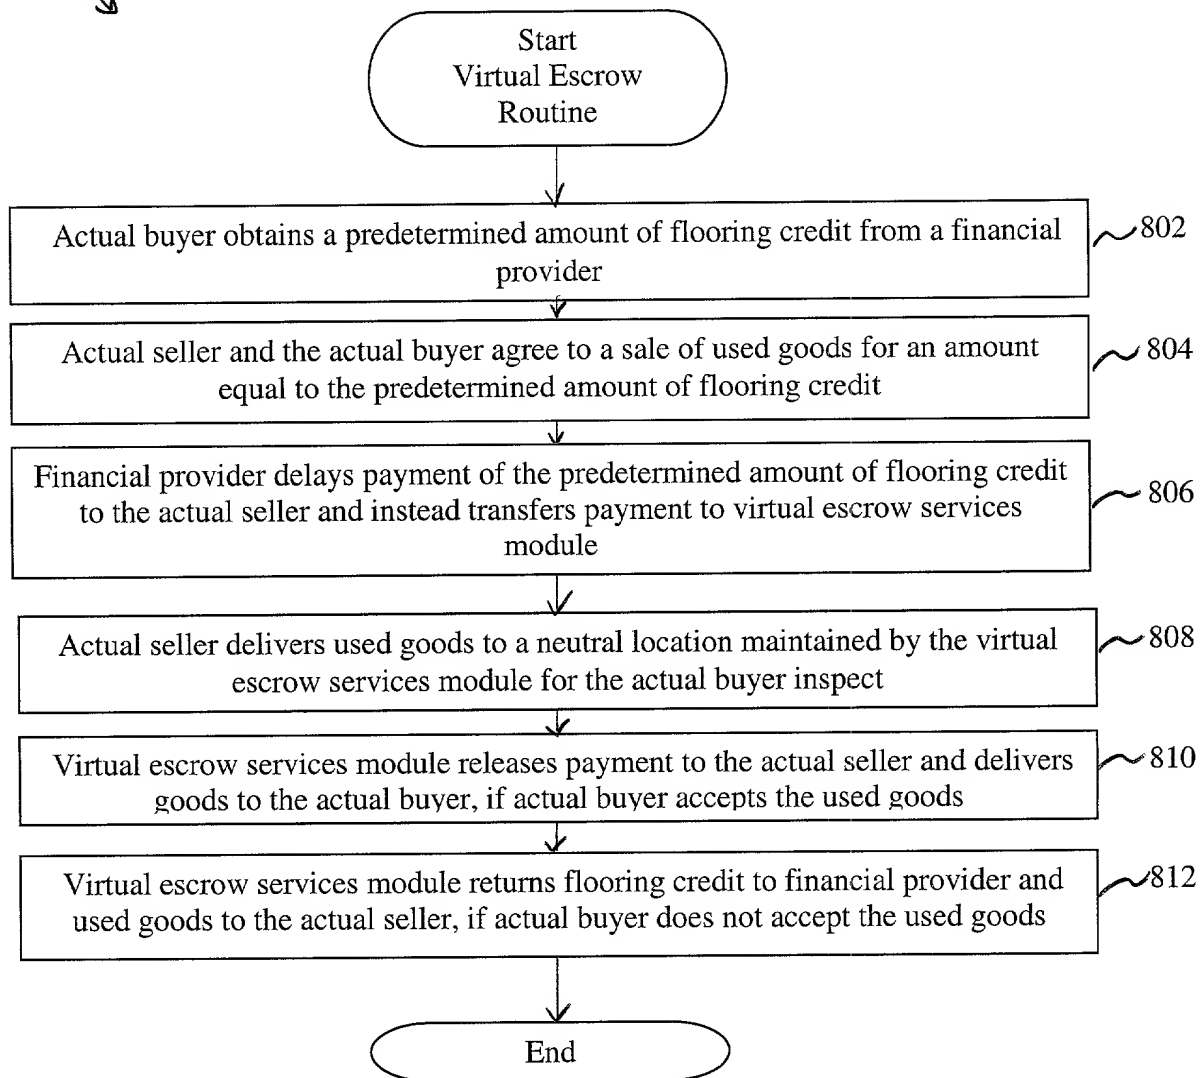 Start
Virtual Escrow
Routine
Actual buyer obtains a predetermined amount of flooring credit from a financial
provider
802
Actual seller and the actual buyer agree to a sale of used goods for an amount
equal to the predetermined amount of flooring credit
804
Financial provider delays payment of the predetermined amount of flooring credit
to the actual seller and instead transfers payment to virtual escrow services
module
806
Actual seller delivers used goods to a neutral location maintained by the virtual
escrow services module for the actual buyer inspect
808
Virtual escrow services module releases payment to the actual seller and delivers
goods to the actual buyer, if actual buyer accepts the used goods
810
Virtual escrow services module returns flooring credit to financial provider and
used goods to the actual seller, if actual buyer does not accept the used goods
812
End